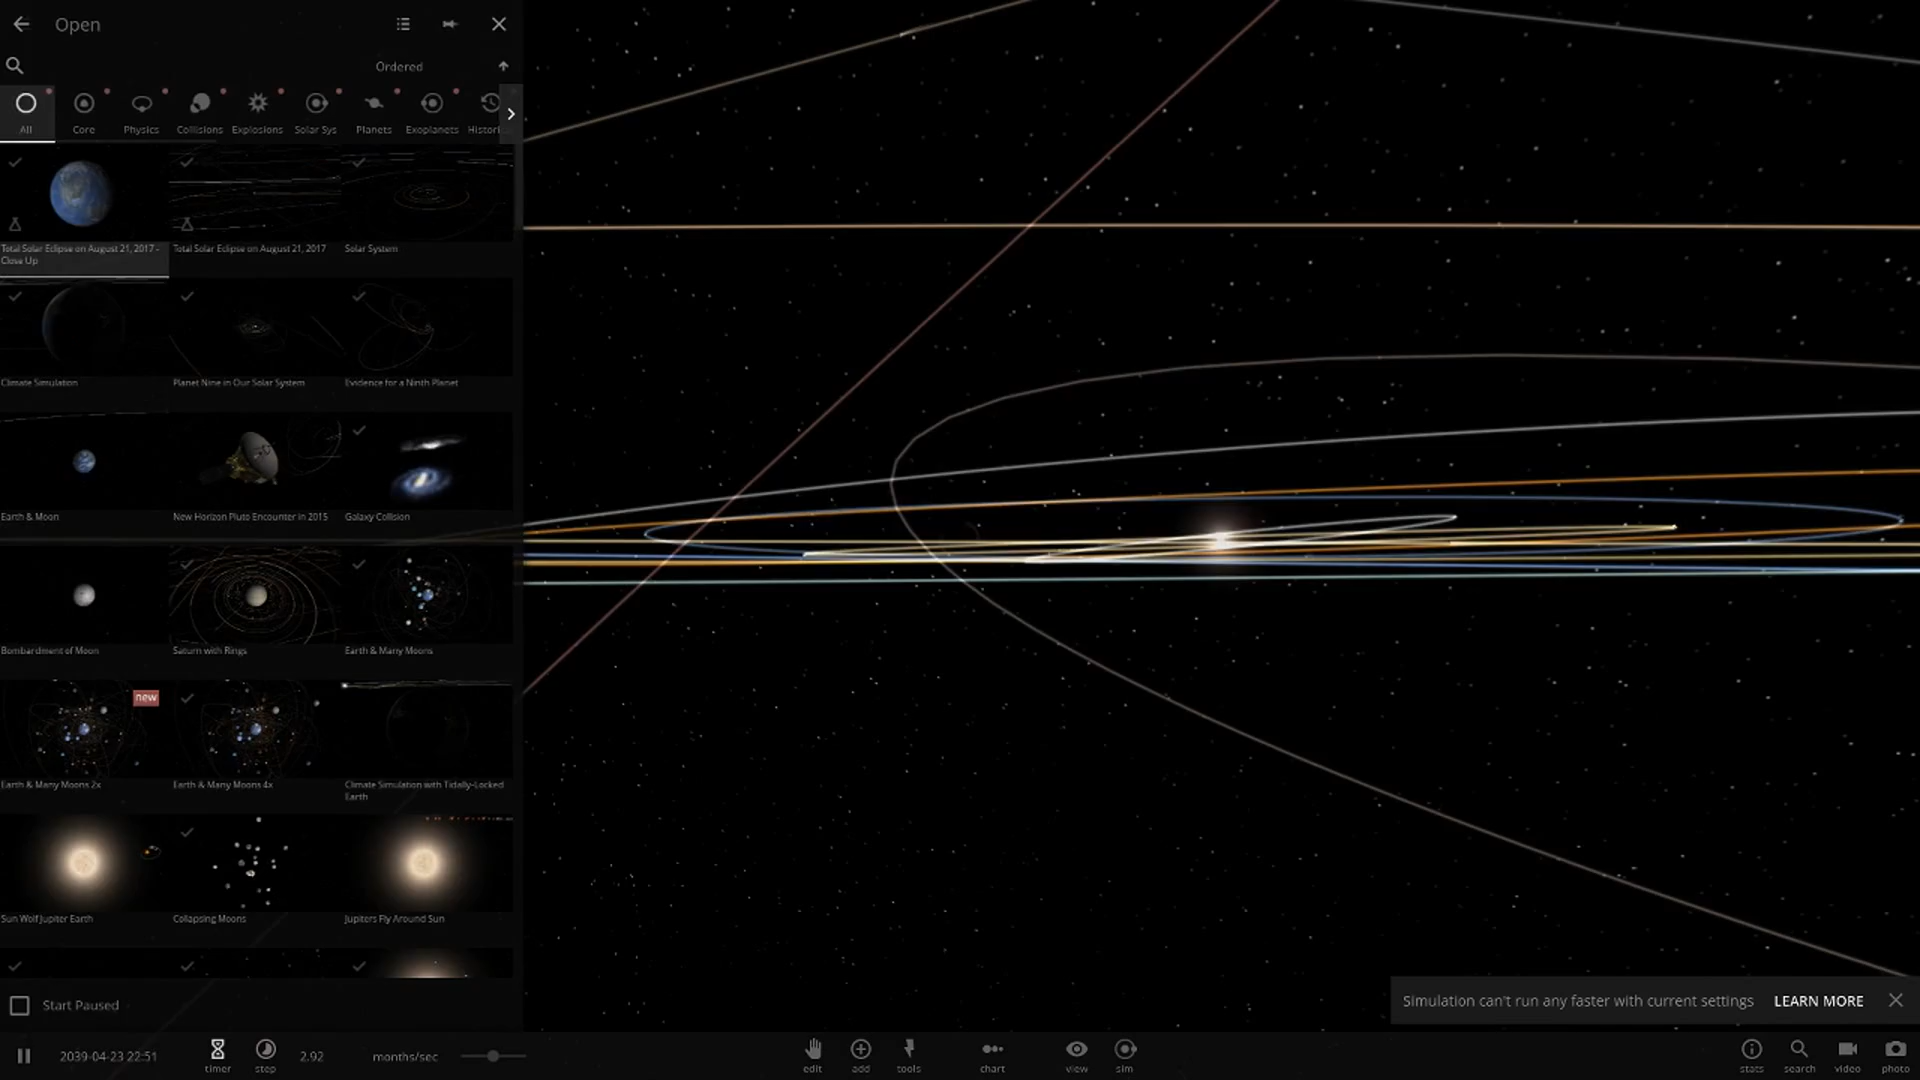 Open
Ordered
All
Core
Physics
Collisions
Explosions
Solar Sys
Planets
Exoplanets
Total Solar Eclipse on August 21, 2017 -
Close Up
Total Solar Eclipse on August 21, 2017
Solar System
Climate Simulation
Planet Nine in Our Solar System
Evidence for a Ninth Planet
Earth & Moon
New Horizon Pluto Encounter in 2015
Galaxy Collision
Bombardment of Moon
Saturn with Rings
Earth & Many Moons
new
Earth & Many Moons 2x
Earth & Many Moons 4x
Climate Simulation with Tidally-Locked
Earth
Sun Wolf Jupiter Earth
Collapsing Moons
Jupiters Fly Around Sun
Start Paused
Simulation can't run any faster with current settings
LEARN MORE
2039-04-23 22:51
timer
step
2.92
months/sec
edit
add
tools
chart
view
sim
stats
search
video
photo